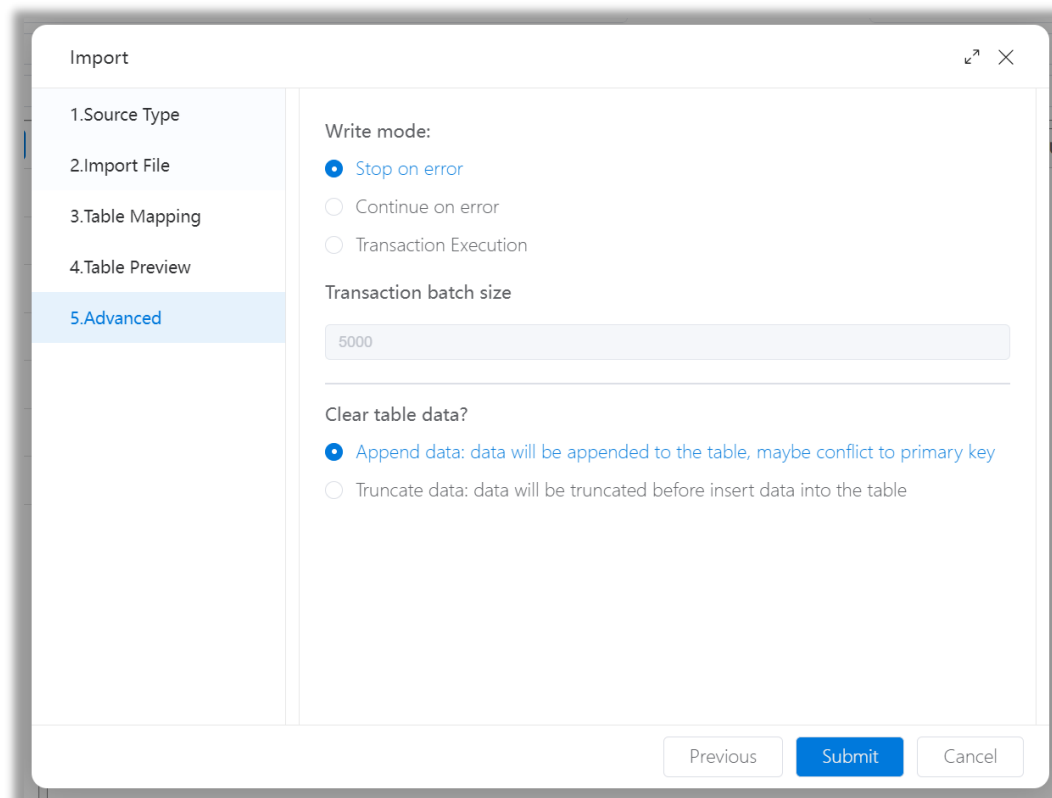 Import
1.Source Type
2.Import File
3.Table Mapping
4.Table Preview
5.Advanced
Write mode:
Stop on error
Continue on error
Transaction Execution
Transaction batch size
5000
Clear table data?
Append data: data will be appended to the table, maybe conflict to primary key
Truncate data: data will be truncated before insert data into the table
Previous
Submit
Cancel